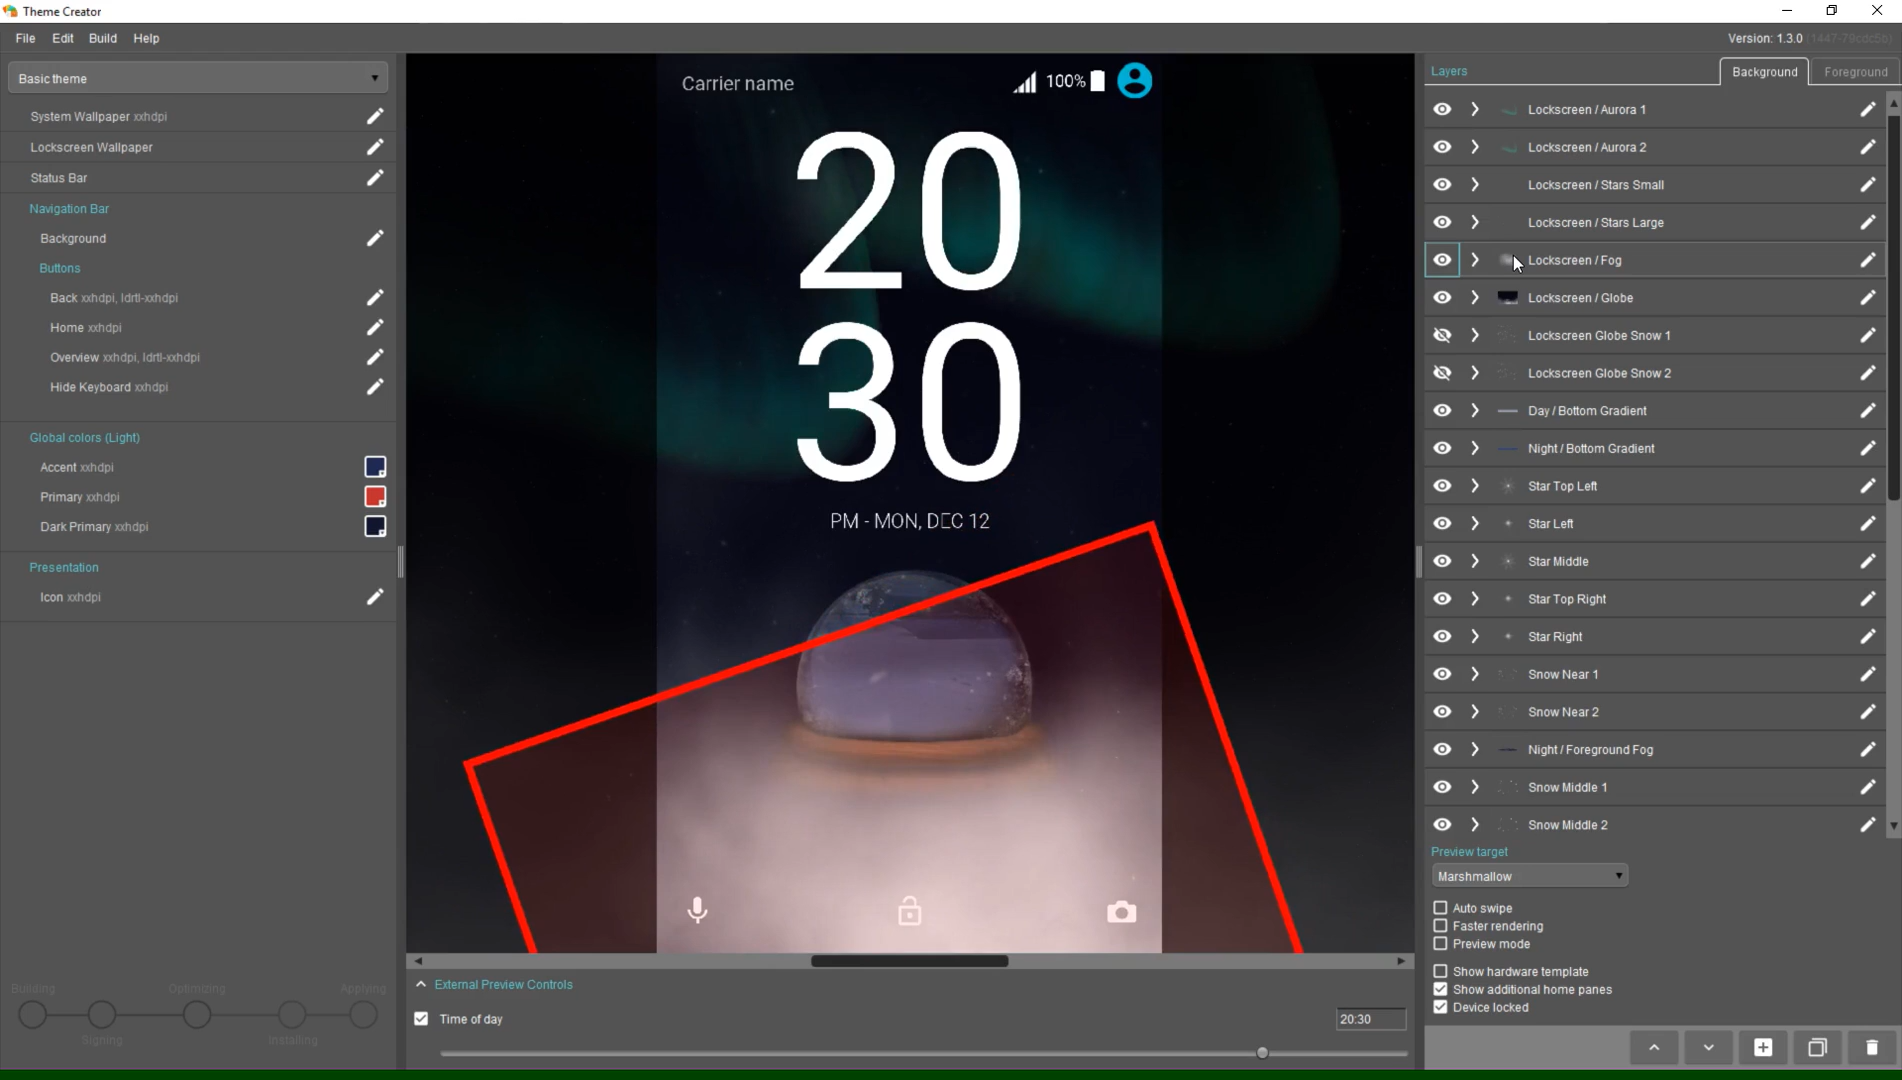 Theme Creator
File Edit Build Help
Version: 1.3.0 (1447-79cdc5b)
Basic theme
System Wallpaper xxhdpi
Lockscreen Wallpaper
Status Bar
Navigation Bar
Background
Buttons
Back xxhdpi, ldrtl-xxhdpi
Home xxhdpi
Overview xxhdpi, ldrtl-xxhdpi
Hide Keyboard xxhdpi
Global colors (Light)
Accent xxhdpi
Primary xxhdpi
Dark Primary xxhdpi
Presentation
Icon xxhdpi
Building Optimizing Applying
Signing Installing
Carrier name 100%
20
30
PM - MON, DEC 12
External Preview Controls
Time of day 20:30
Layers Background Foreground
Lockscreen / Aurora 1
Lockscreen / Aurora 2
Lockscreen / Stars Small
Lockscreen / Stars Large
Lockscreen / Fog
Lockscreen / Globe
Lockscreen Globe Snow 1
Lockscreen Globe Snow 2
Day / Bottom Gradient
Night / Bottom Gradient
Star Top Left
Star Left
Star Middle
Star Top Right
Star Right
Snow Near 1
Snow Near 2
Night / Foreground Fog
Snow Middle 1
Snow Middle 2
Preview target
Marshmallow
Auto swipe
Faster rendering
Preview mode
Show hardware template
Show additional home panes
Device locked